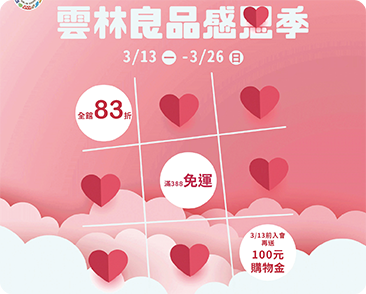 雲林良品感恩季
3/13 一 -3/26 日
全館83折
滿388免運
3/13前入會
再送
100元
購物金